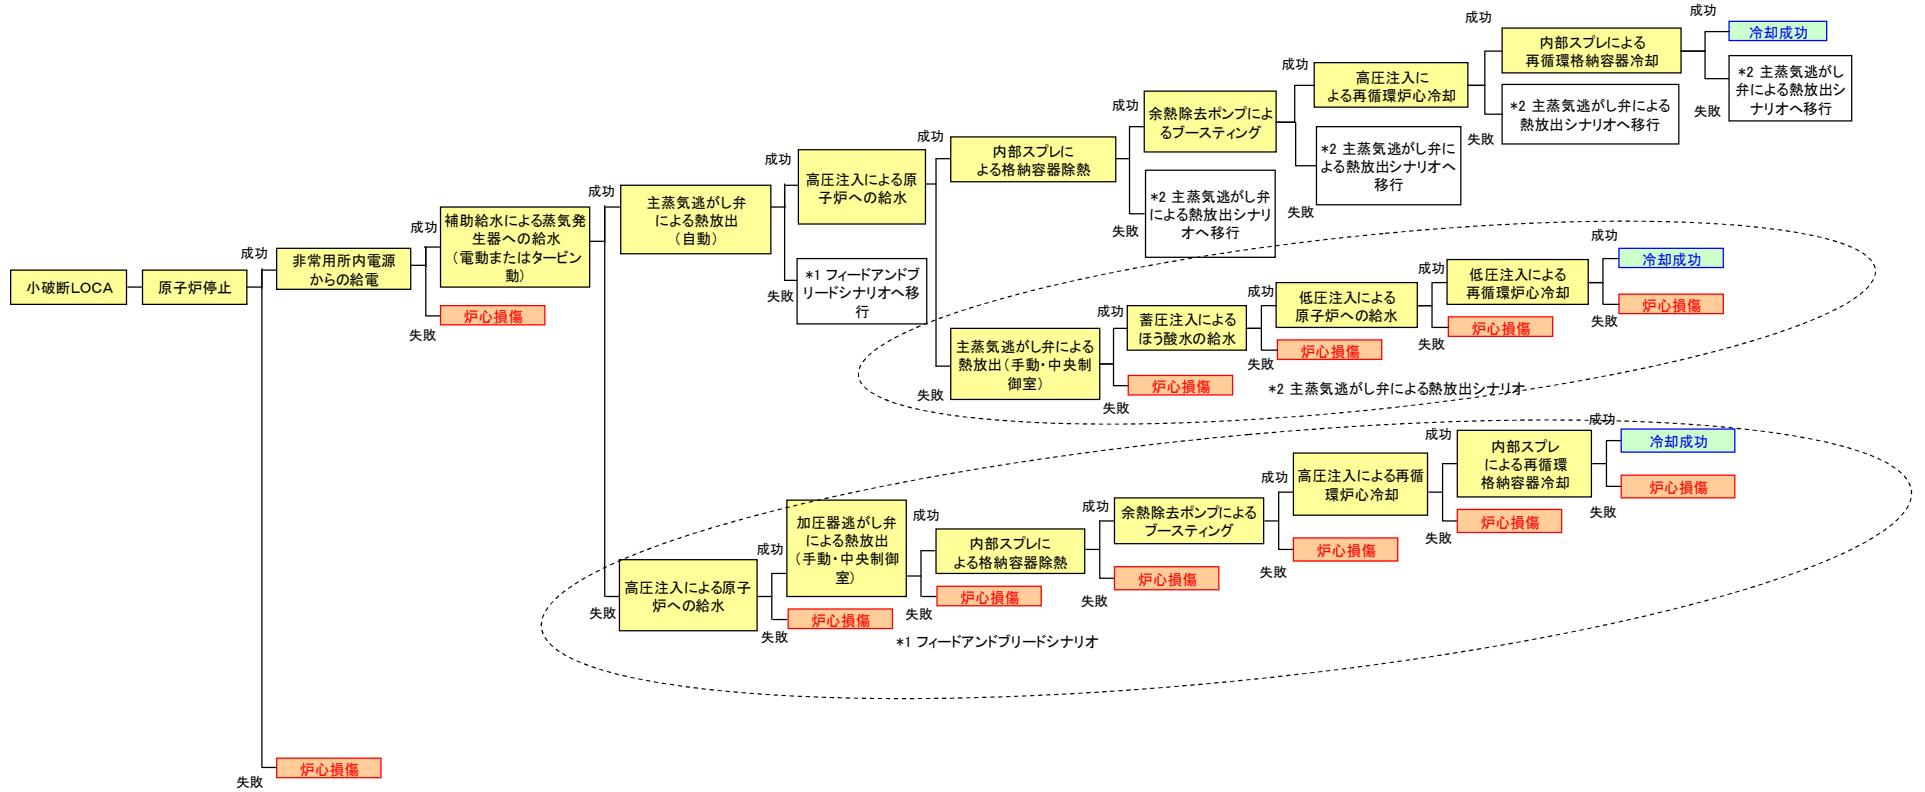 小破断LOCA
原子炉停止
成功
失敗
非常用所内電源
からの給電
炉心損傷
成功
失敗
補助給水による蒸気発
生器への給水
（電動またはタービン
動）
炉心損傷
成功
失敗
主蒸気逃がし弁
による熱放出
（自動）
成功
失敗
高圧注入による原
子炉への給水
*1 フィードアンドブ
リードシナリオへ移
行
成功
失敗
内部スプレに
よる格納容器除熱
成功
失敗
余熱除去ポンプによ
るブースティング
*2 主蒸気逃がし弁
による熱放出シナリ
オへ移行
成功
失敗
高圧注入に
よる再循環炉心冷却
*2 主蒸気逃がし弁に
よる熱放出シナリオへ
移行
成功
失敗
内部スプレによる
再循環格納容器冷却
*2 主蒸気逃がし弁による
熱放出シナリオへ移行
成功
失敗
冷却成功
*2 主蒸気逃がし
弁による熱放出シ
ナリオへ移行
主蒸気逃がし弁による
熱放出（手動・中央制
御室）
成功
失敗
蓄圧注入による
ほう酸水の給水
炉心損傷
成功
失敗
低圧注入による
原子炉への給水
炉心損傷
成功
失敗
低圧注入による
再循環炉心冷却
炉心損傷
成功
失敗
冷却成功
炉心損傷
*2 主蒸気逃がし弁による熱放出シナリオ
高圧注入による原子
炉への給水
成功
失敗
加圧器逃がし弁
による熱放出
（手動・中央制御
室）
炉心損傷
成功
失敗
内部スプレに
よる格納容器除熱
炉心損傷
成功
失敗
余熱除去ポンプによる
ブースティング
炉心損傷
成功
失敗
高圧注入による再循
環炉心冷却
炉心損傷
成功
失敗
内部スプレ
による再循環
格納容器冷却
炉心損傷
成功
失敗
冷却成功
炉心損傷
*1 フィードアンドブリードシナリオ